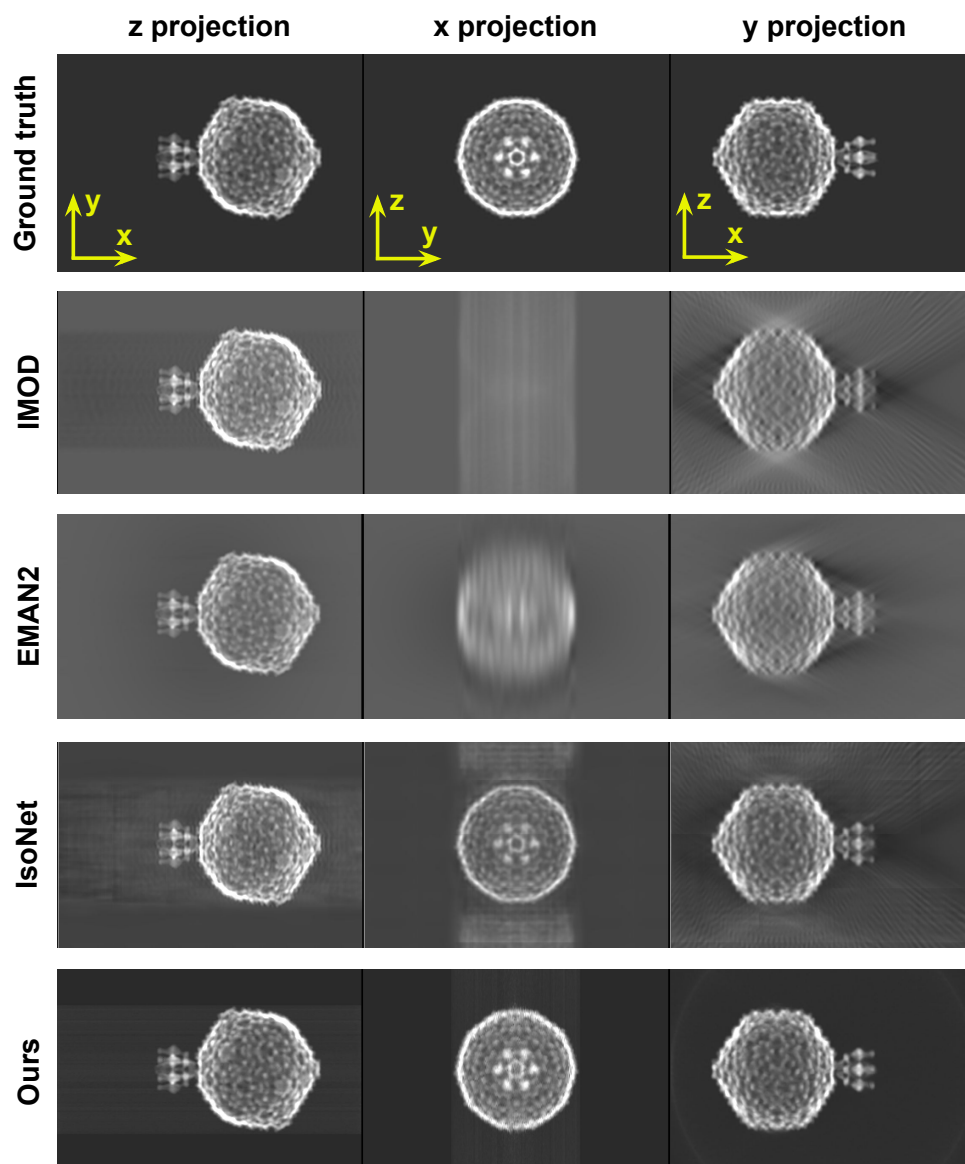 z projection x projection y projection
Ground truth
y
x
z
y
z
x
IMOD
EMAN2
IsoNet
Ours